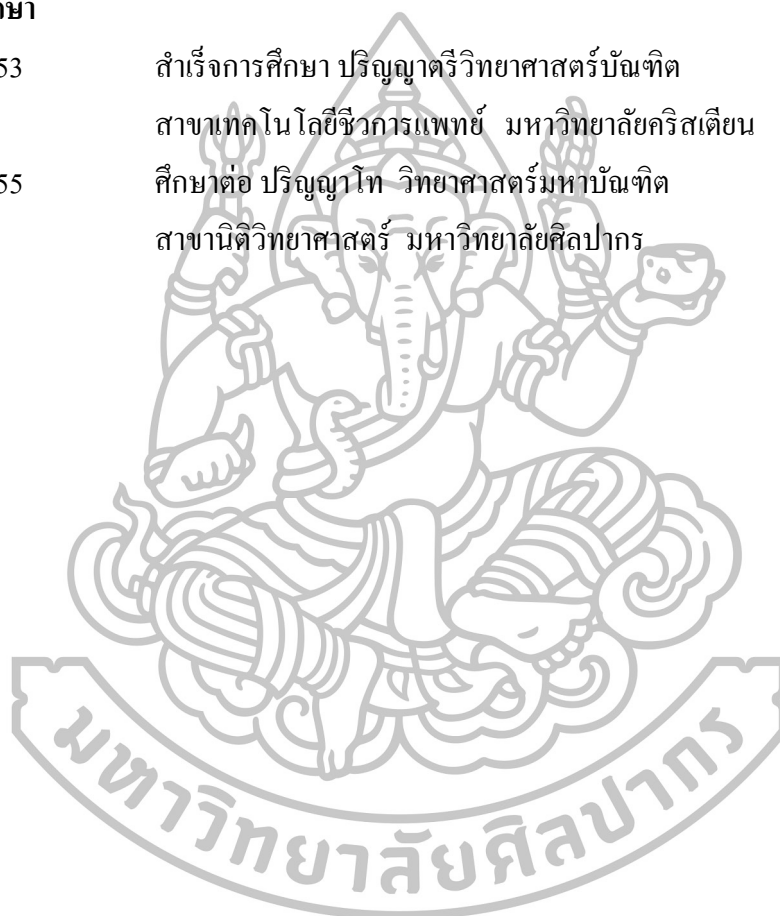 53 สำเร็จการศึกษา ปริญญาตรีวิทยาศาสตร์บัณฑิต
สาขาเทคโนโลยีชีวการแพทย์ มหาวิทยาลัยคริสเตียน
55 ศึกษาต่อ ปริญญาโท วิทยาศาสตร์มหาบัณฑิต
สาขานิติวิทยาศาสตร์ มหาวิทยาลัยศิลปากร
มหาวิทยาลัยศิลปากร